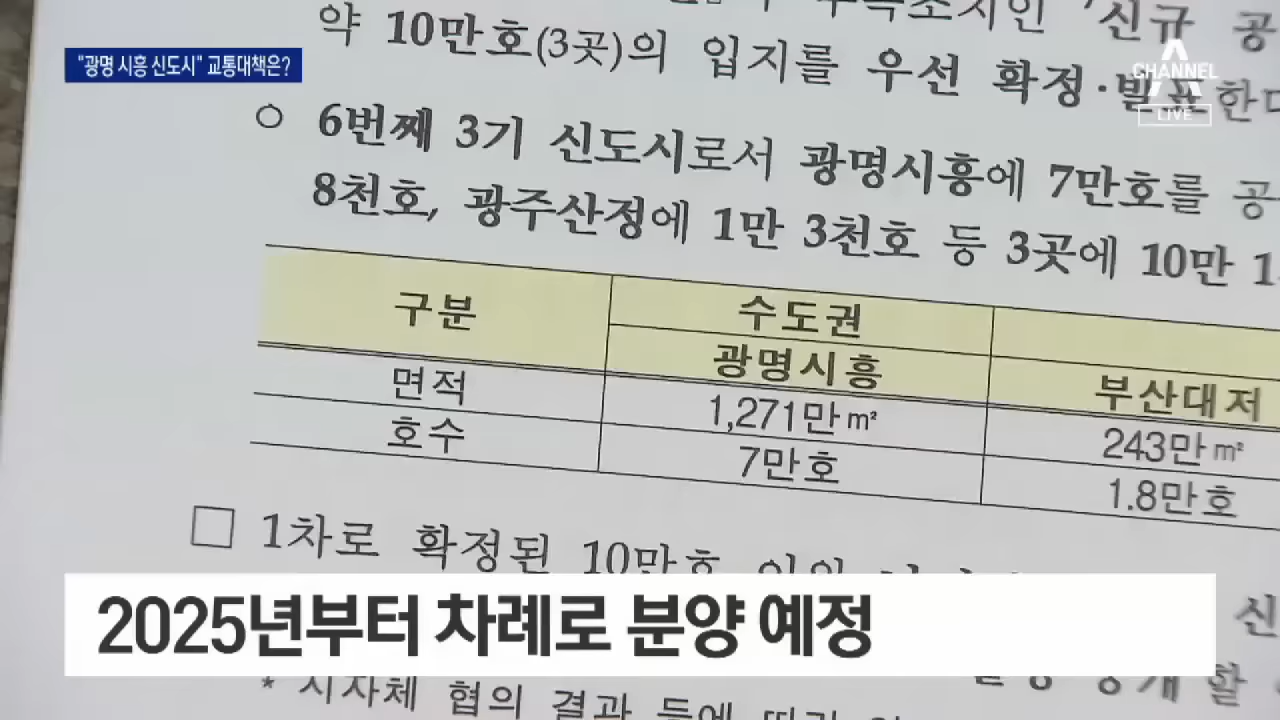 "광명 시흥 신도시" 교통대책은?
CHANNEL A
LIVE
'신규
약 10만호(3곳)의 입지를 우선 확정·발표한다
○ 6번째 3기 신도시로서 광명시흥에 7만호를
8천호, 광주산정에 1만 3천호 등 3곳에 10만
구분 수도권
광명시흥 부산대저
면적 1,271만㎡ 243만㎡
호수 7만호 1.8만호
□ 1차로 확정된 10만호
2025년부터 차례로 분양 예정
협의 결과